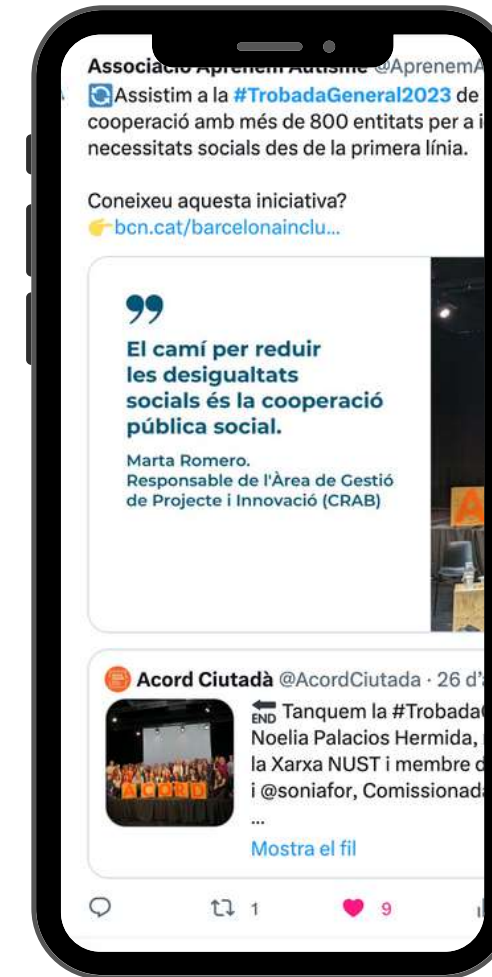 Associació Aprenem Autisme @AprenemA
Assistim a la #TrobadaGeneral2023 de
cooperació amb més de 800 entitats per a i
necessitats socials des de la primera línia.
Coneixeu aquesta iniciativa?
bcn.cat/barcelonainclu...
El camí per reduir
les desigualtats
socials és la cooperació
pública social.
Marta Romero.
Responsable de l'Àrea de Gestió
de Projecte i Innovació (CRAB)
A
Acord Ciutadà @AcordCiutada · 26 d'
END Tanquem la #Trobada
Noelia Palacios Hermida,
la Xarxa NUST i membre d
i @soniafor, Comissionad
...
Mostra el fil
ACORD
1 9